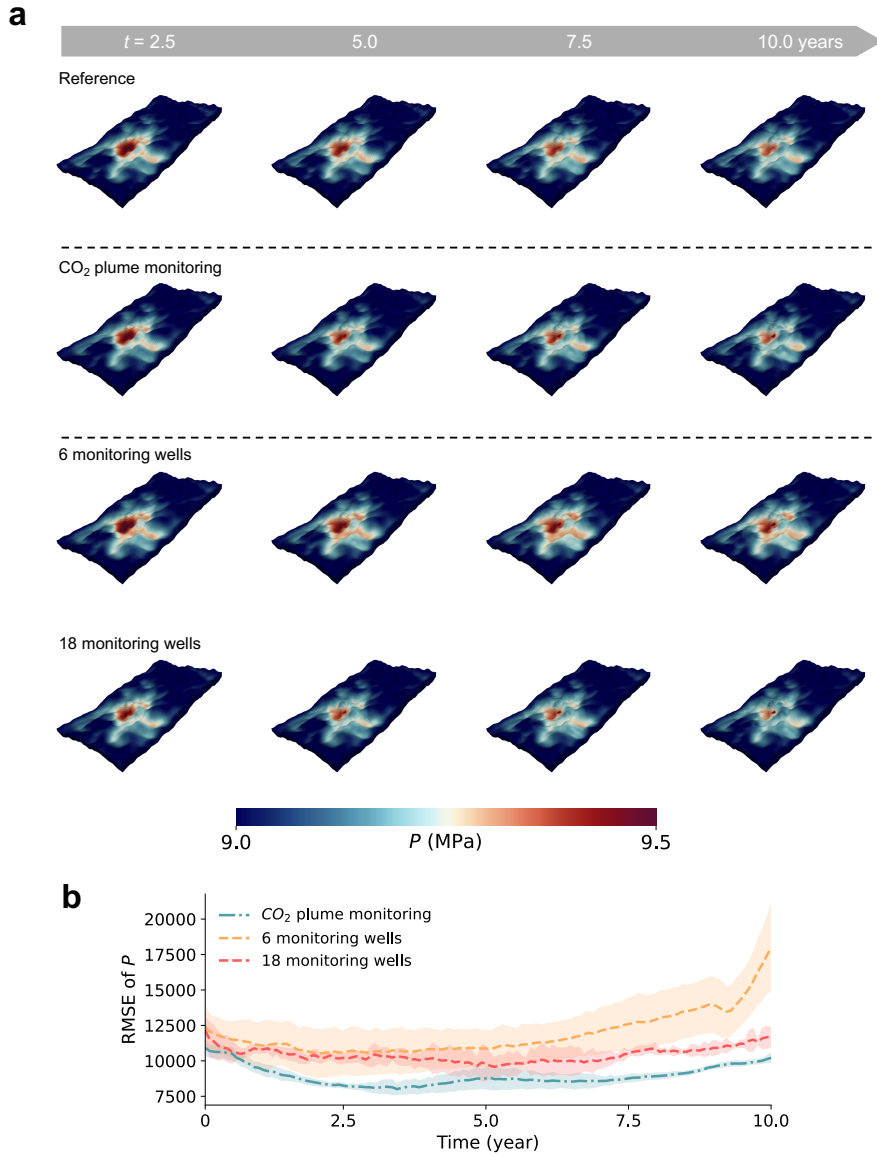 a
t = 2.5 5.0 7.5 10.0 years
Reference
CO₂ plume monitoring
6 monitoring wells
18 monitoring wells
9.0 P (MPa) 9.5
b
CO₂ plume monitoring
6 monitoring wells
18 monitoring wells
RMSE of P
20000
17500
15000
12500
10000
7500
0 2.5 5.0 7.5 10.0
Time (year)